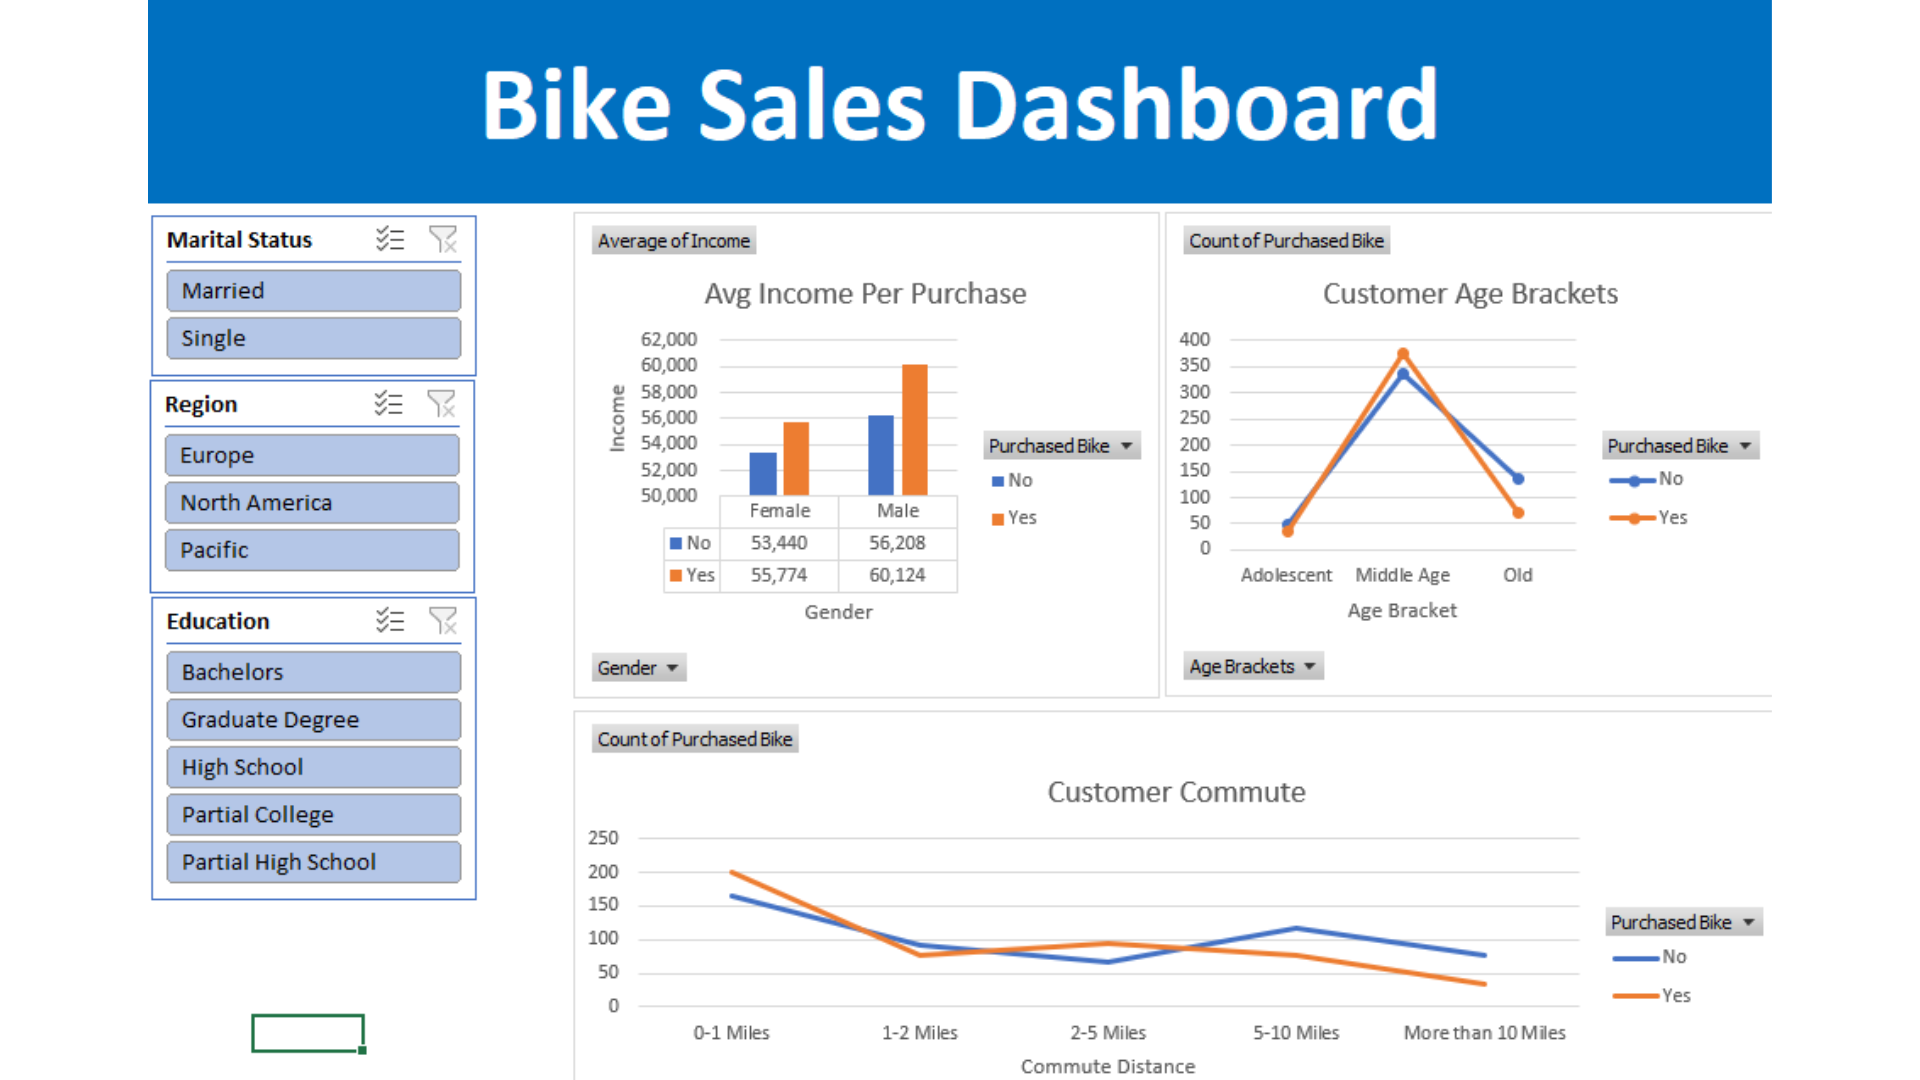 Bike Sales Dashboard
Marital Status
Married
Single
Region
Europe
North America
Pacific
Education
Bachelors
Graduate Degree
High School
Partial College
Partial High School
Average of Income
Avg Income Per Purchase
62,000
60,000
58,000
56,000
54,000
52,000
50,000
Income
Female Male
No 53,440 56,208
Yes 55,774 60,124
Gender
Purchased Bike
No
Yes
Gender
Count of Purchased Bike
Customer Age Brackets
400
350
300
250
200
150
100
50
0
Adolescent Middle Age Old
Age Bracket
Purchased Bike
No
Yes
Age Brackets
Count of Purchased Bike
Customer Commute
250
200
150
100
50
0
0-1 Miles 1-2 Miles 2-5 Miles 5-10 Miles More than 10 Miles
Commute Distance
Purchased Bike
No
Yes